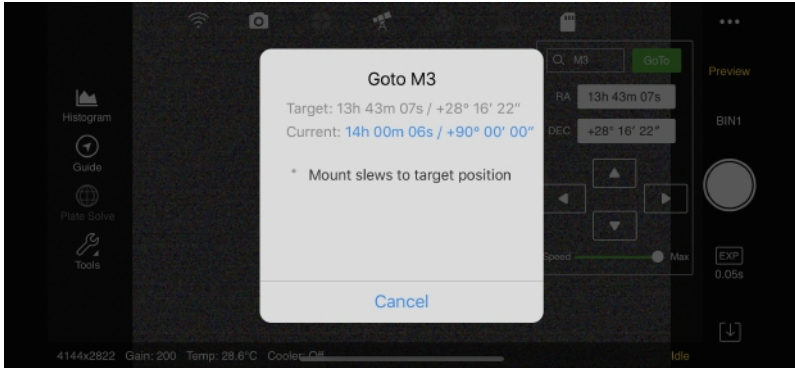 Goto M3
Target: 13h 43m 07s / +28° 16′ 22″
Current: 14h 00m 06s / +90° 00′ 00″
* Mount slews to target position
Cancel
Histogram
Guide
Plate Solve
Tools
M3 GoTo
RA 13h 43m 07s
DEC +28° 16′ 22″
Speed Max
Preview
BIN1
EXP
0.05s
4144x2822 Gain: 200 Temp: 28.6°C Cooler: Off Idle